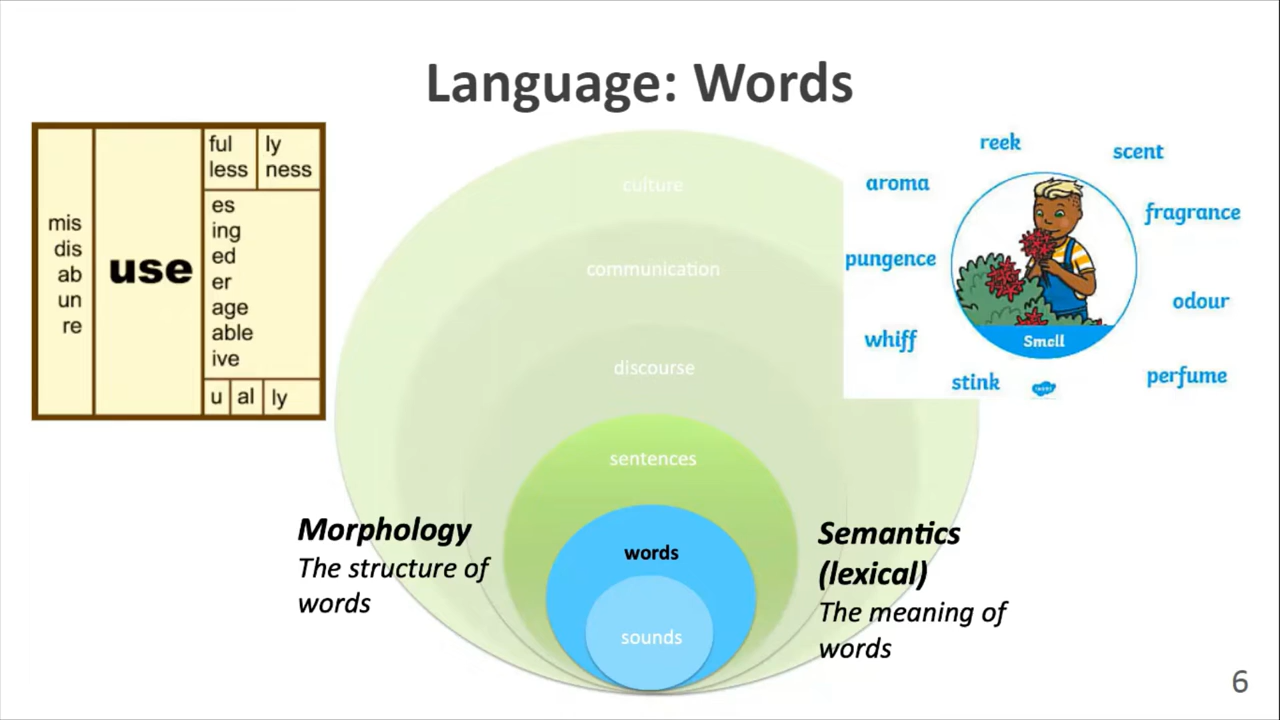 Language: Words
mis
dis
ab
un
re
use
ful
less
ly
ness
es
ing
ed
er
age
able
ive
u
al
ly
culture
communication
discourse
sentences
words
sounds
reek
scent
aroma
fragrance
pungence
odour
whiff
Smell
stink
perfume
Morphology
The structure of
words
Semantics
(lexical)
The meaning of
words
6